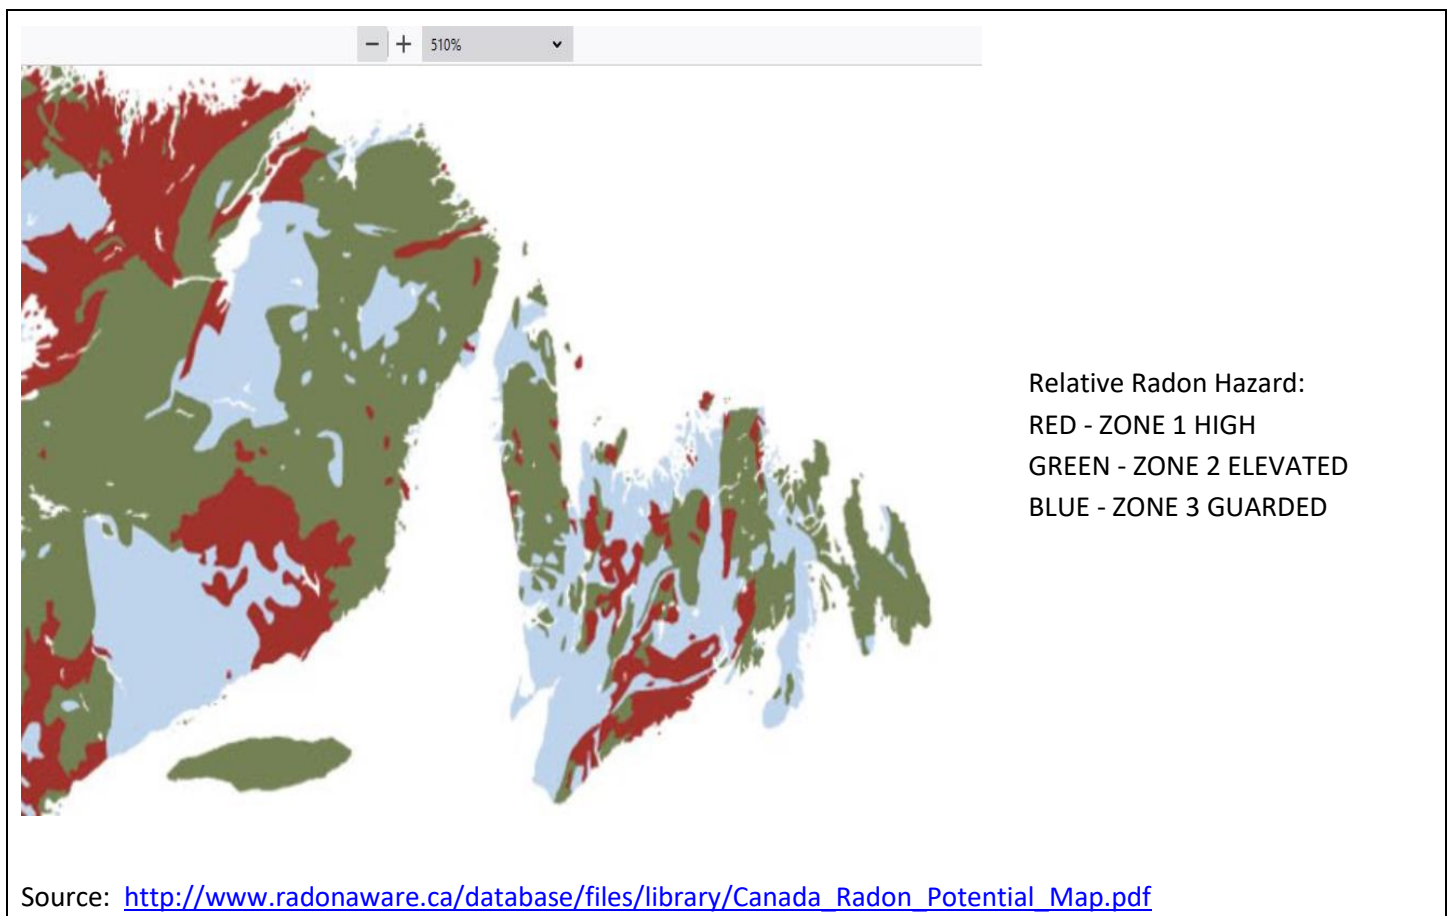 510%
Relative Radon Hazard:
RED - ZONE 1 HIGH
GREEN - ZONE 2 ELEVATED
BLUE - ZONE 3 GUARDED
Source: http://www.radonaware.ca/database/files/library/Canada_Radon_Potential_Map.pdf